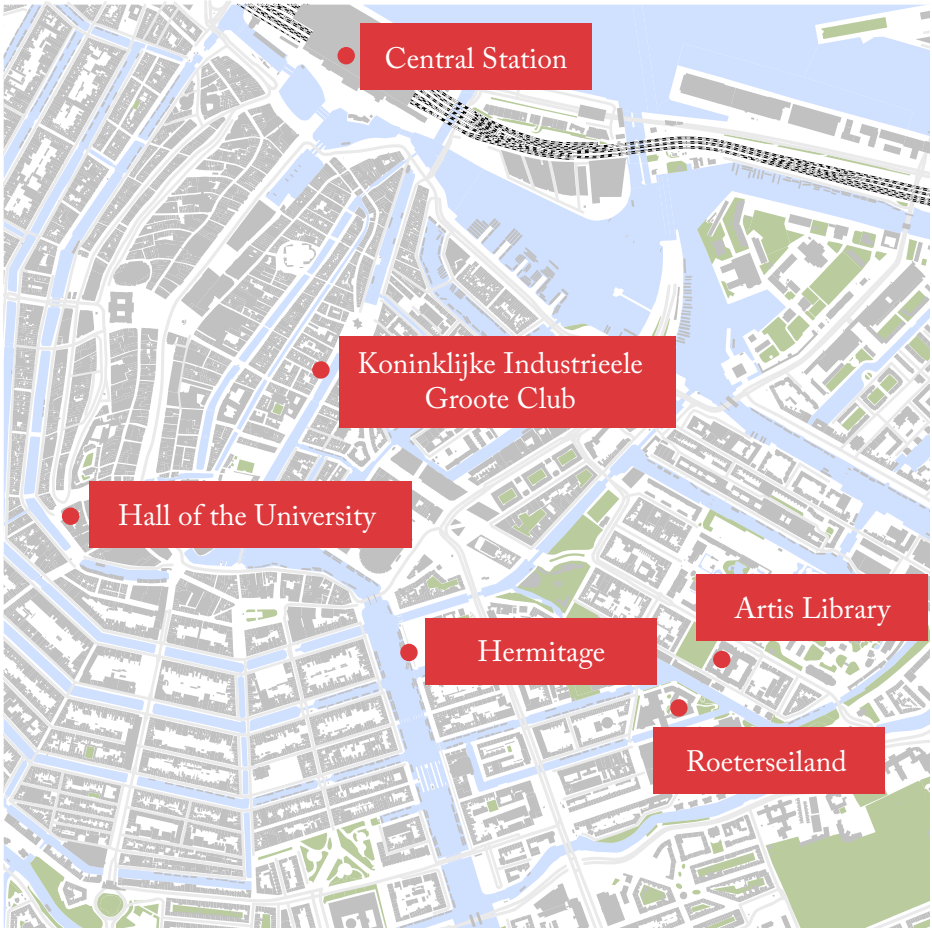 Central Station
Koninklijke Industrieele
Groote Club
Hall of the University
Artis Library
Hermitage
Roeterseiland